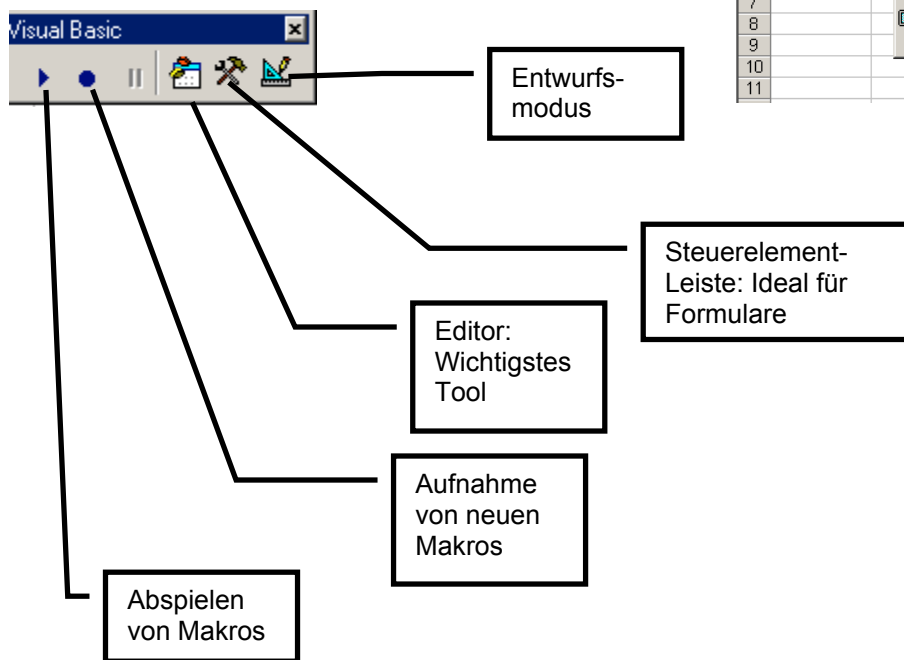 Visual Basic
7
8
9
10
11
Entwurfs-
modus
Steuerelement-
Leiste: Ideal für
Formulare
Editor:
Wichtigstes
Tool
Aufnahme
von neuen
Makros
Abspielen
von Makros